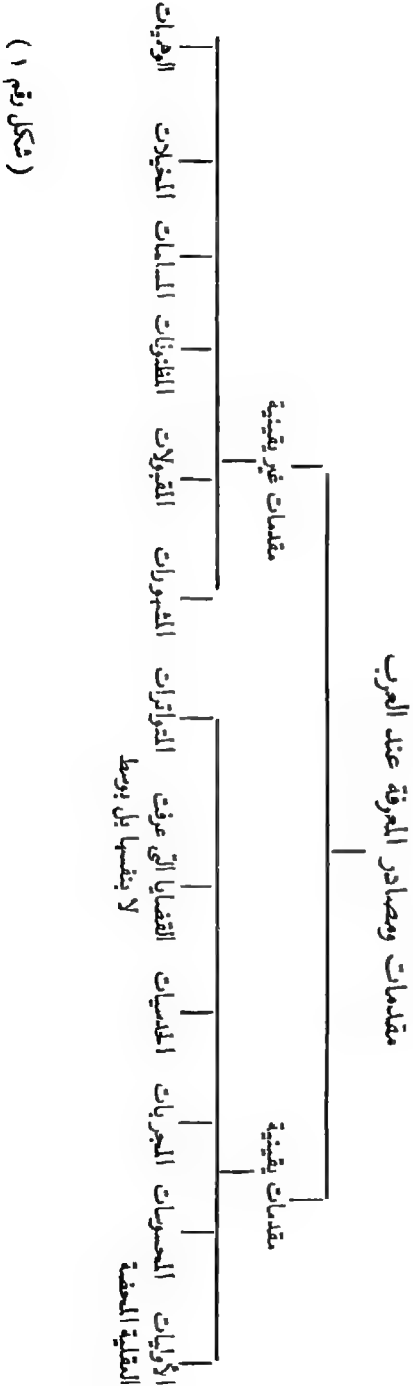 مقدمات ومصادر المعرفة عند العرب
مقدمات يقينية
مقدمات غير يقينية
الأوليات
العقلية المحضة
المحسوسات
المجربات
الحدسيات
القضايا التى عرفت
لا بنفسها بل بوسط
المتواترات
المشهورات
المقبولات
المظنونات
المسلمات
المخيلات
الوهميات
(شكل رقم ١)